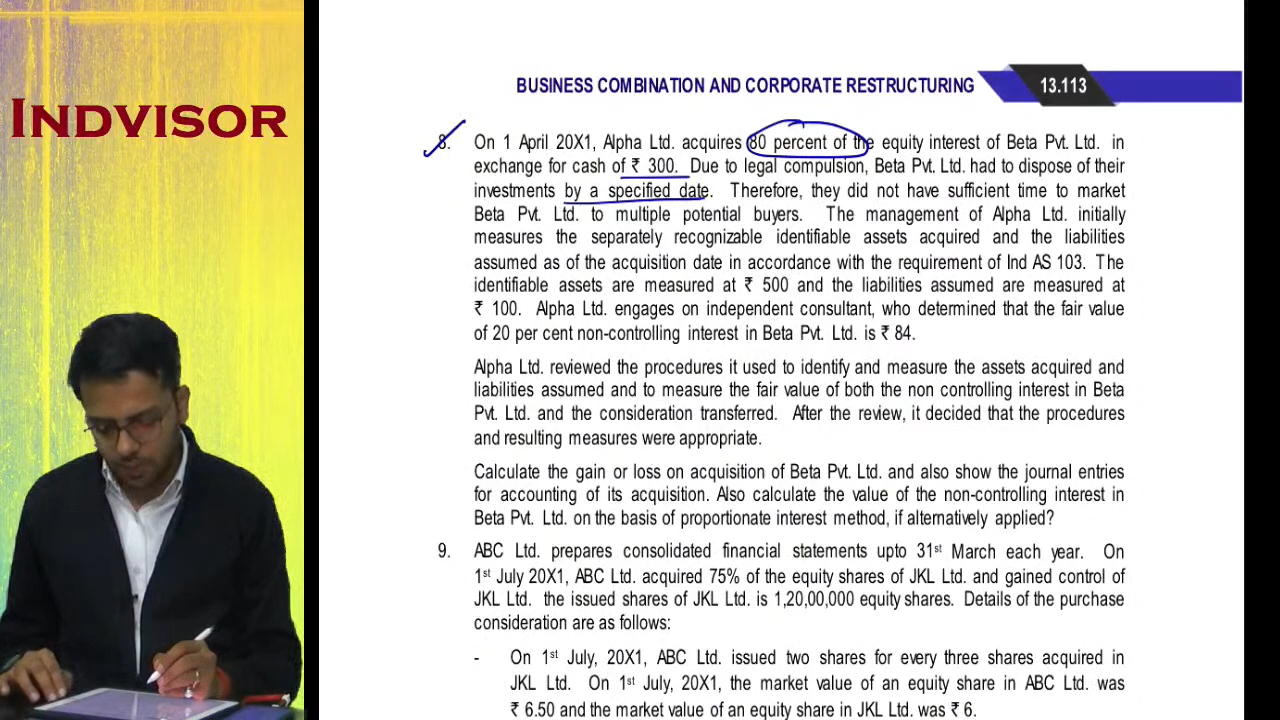 INDVISOR
BUSINESS COMBINATION AND CORPORATE RESTRUCTURING 13.113
8. On 1 April 20X1, Alpha Ltd. acquires 80 percent of the equity interest of Beta Pvt. Ltd. in
exchange for cash of ₹ 300. Due to legal compulsion, Beta Pvt. Ltd. had to dispose of their
investments by a specified date. Therefore, they did not have sufficient time to market
Beta Pvt. Ltd. to multiple potential buyers. The management of Alpha Ltd. initially
measures the separately recognizable identifiable assets acquired and the liabilities
assumed as of the acquisition date in accordance with the requirement of Ind AS 103. The
identifiable assets are measured at ₹ 500 and the liabilities assumed are measured at
₹ 100. Alpha Ltd. engages on independent consultant, who determined that the fair value
of 20 per cent non-controlling interest in Beta Pvt. Ltd. is ₹ 84.
Alpha Ltd. reviewed the procedures it used to identify and measure the assets acquired and
liabilities assumed and to measure the fair value of both the non controlling interest in Beta
Pvt. Ltd. and the consideration transferred. After the review, it decided that the procedures
and resulting measures were appropriate.
Calculate the gain or loss on acquisition of Beta Pvt. Ltd. and also show the journal entries
for accounting of its acquisition. Also calculate the value of the non-controlling interest in
Beta Pvt. Ltd. on the basis of proportionate interest method, if alternatively applied?
9. ABC Ltd. prepares consolidated financial statements upto 31st March each year. On
1st July 20X1, ABC Ltd. acquired 75% of the equity shares of JKL Ltd. and gained control of
JKL Ltd. the issued shares of JKL Ltd. is 1,20,00,000 equity shares. Details of the purchase
consideration are as follows:
- On 1st July, 20X1, ABC Ltd. issued two shares for every three shares acquired in
JKL Ltd. On 1st July, 20X1, the market value of an equity share in ABC Ltd. was
₹ 6.50 and the market value of an equity share in JKL Ltd. was ₹ 6.